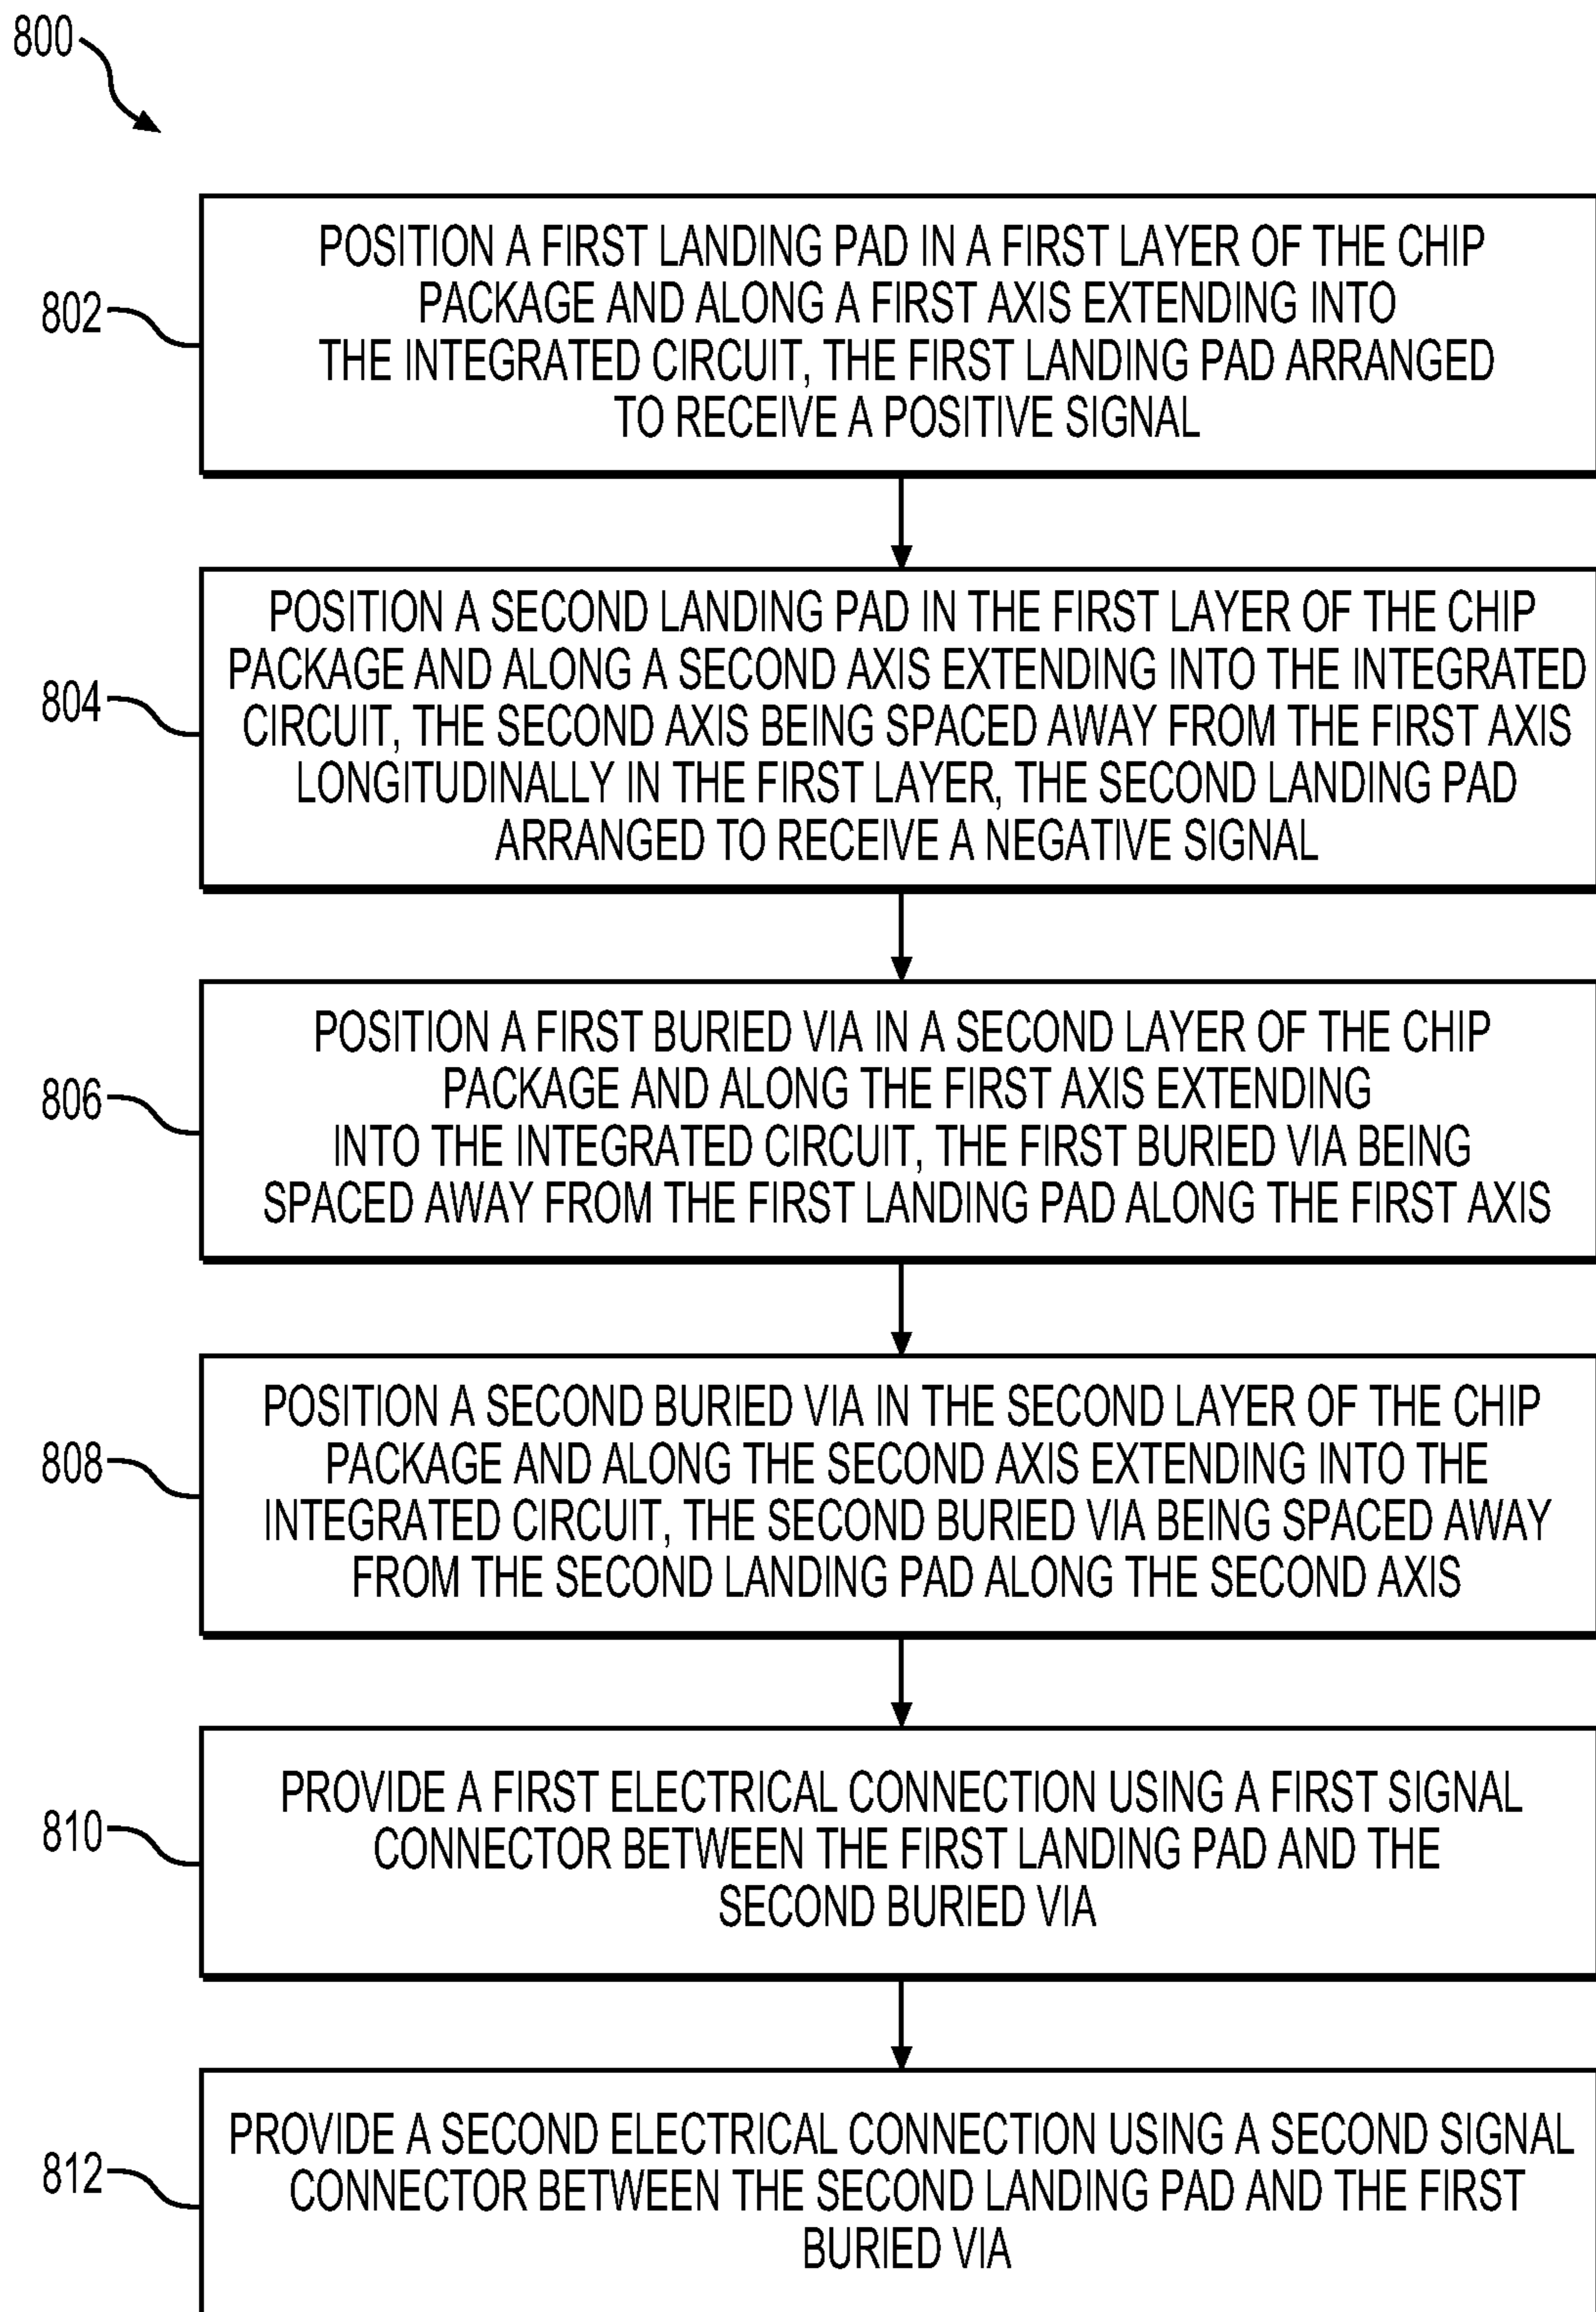 800
802
POSITION A FIRST LANDING PAD IN A FIRST LAYER OF THE CHIP
PACKAGE AND ALONG A FIRST AXIS EXTENDING INTO
THE INTEGRATED CIRCUIT, THE FIRST LANDING PAD ARRANGED
TO RECEIVE A POSITIVE SIGNAL
804
POSITION A SECOND LANDING PAD IN THE FIRST LAYER OF THE CHIP
PACKAGE AND ALONG A SECOND AXIS EXTENDING INTO THE INTEGRATED
CIRCUIT, THE SECOND AXIS BEING SPACED AWAY FROM THE FIRST AXIS
LONGITUDINALLY IN THE FIRST LAYER, THE SECOND LANDING PAD
ARRANGED TO RECEIVE A NEGATIVE SIGNAL
806
POSITION A FIRST BURIED VIA IN A SECOND LAYER OF THE CHIP
PACKAGE AND ALONG THE FIRST AXIS EXTENDING
INTO THE INTEGRATED CIRCUIT, THE FIRST BURIED VIA BEING
SPACED AWAY FROM THE FIRST LANDING PAD ALONG THE FIRST AXIS
808
POSITION A SECOND BURIED VIA IN THE SECOND LAYER OF THE CHIP
PACKAGE AND ALONG THE SECOND AXIS EXTENDING INTO THE
INTEGRATED CIRCUIT, THE SECOND BURIED VIA BEING SPACED AWAY
FROM THE SECOND LANDING PAD ALONG THE SECOND AXIS
810
PROVIDE A FIRST ELECTRICAL CONNECTION USING A FIRST SIGNAL
CONNECTOR BETWEEN THE FIRST LANDING PAD AND THE
SECOND BURIED VIA
812
PROVIDE A SECOND ELECTRICAL CONNECTION USING A SECOND SIGNAL
CONNECTOR BETWEEN THE SECOND LANDING PAD AND THE FIRST
BURIED VIA